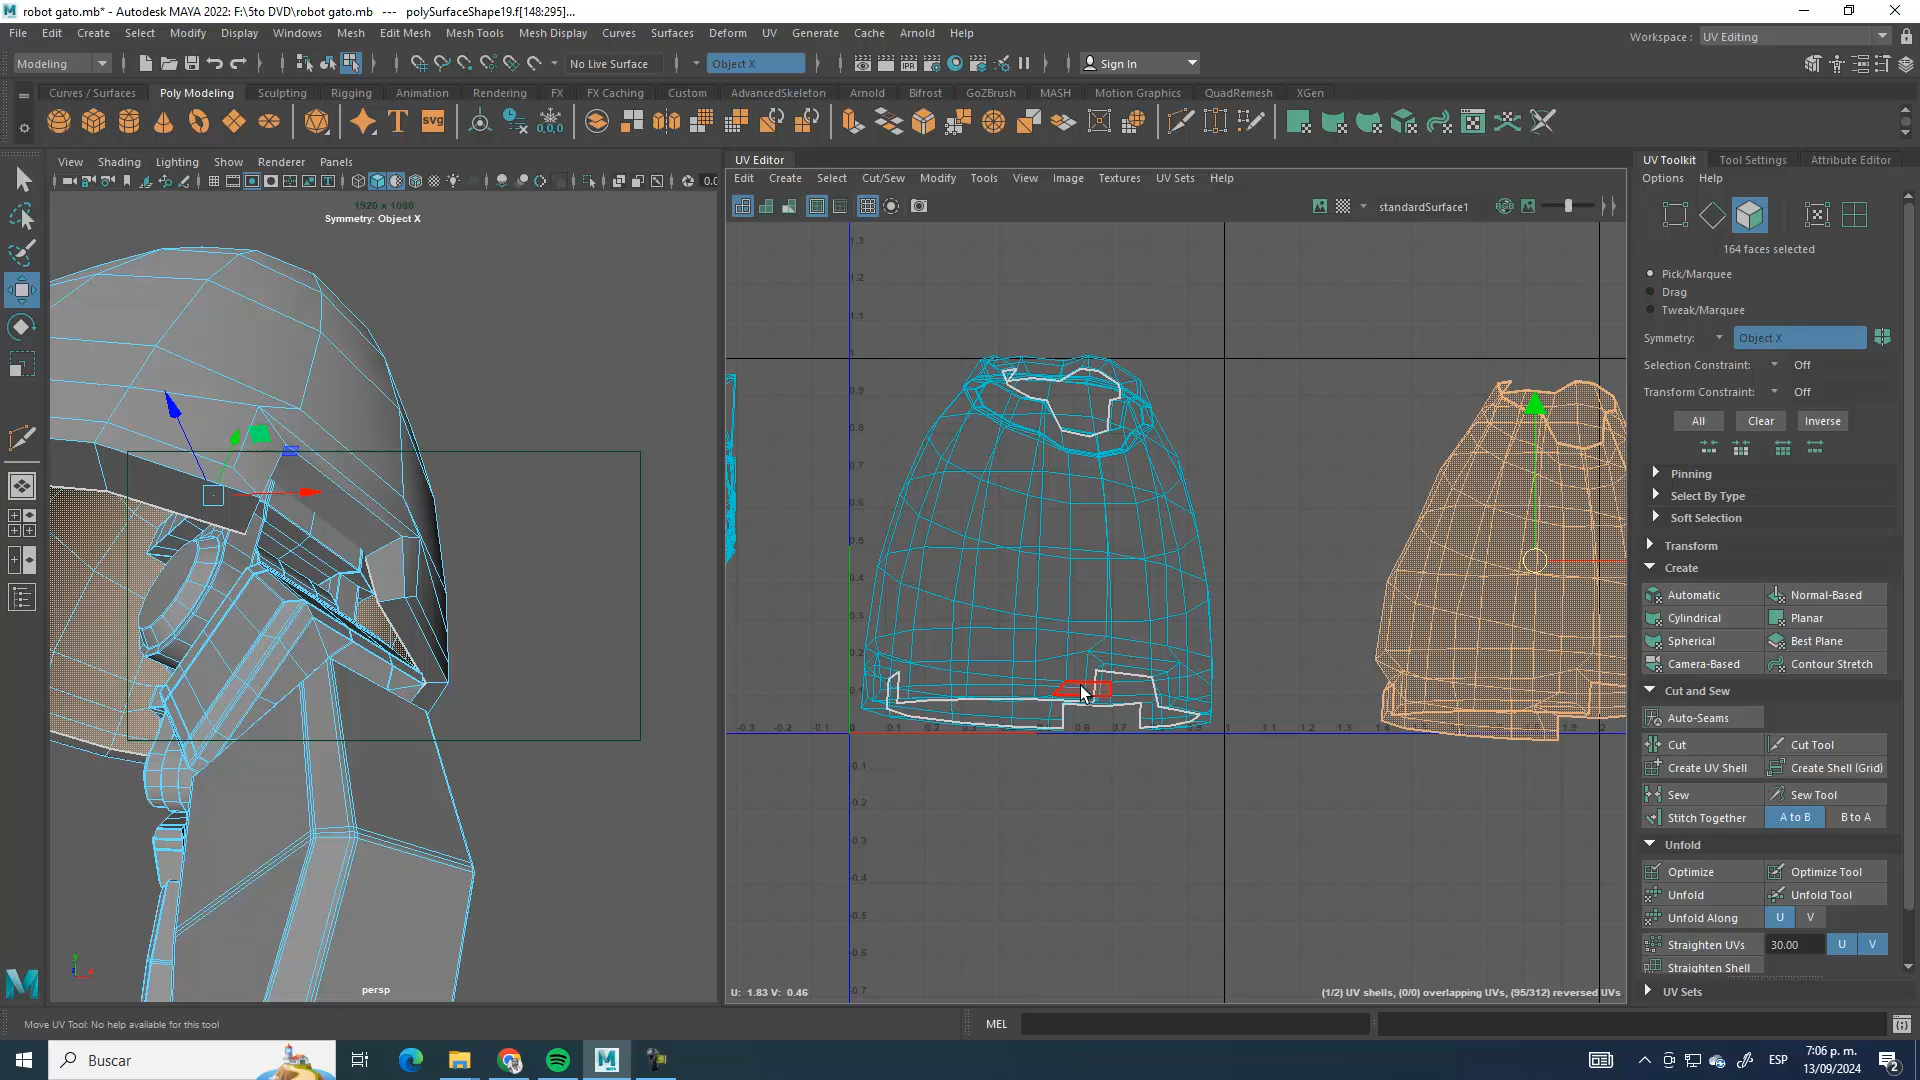 robot gato.mb* - Autodesk MAYA 2022: F:\5to DVD\robot gato.mb   ---   polySurfaceShape19.f[148:295]...
File Edit Create Select Modify Display Windows Mesh Edit Mesh Mesh Tools Mesh Display Curves Surfaces Deform UV Generate Cache Arnold Help
Workspace : UV Editing
Modeling No Live Surface Object X Sign In
Curves / Surfaces Poly Modeling Sculpting Rigging Animation Rendering FX FX Caching Custom AdvancedSkeleton Arnold Bifrost GoZBrush MASH Motion Graphics QuadRemesh XGen
View Shading Lighting Show Renderer Panels
1920 x 1080
Symmetry: Object X
persp
UV Editor
Edit Create Select Cut/Sew Modify Tools View Image Textures UV Sets Help
standardSurface1
U: 1.83 V: 0.46
(1/2) UV shells, (0/0) overlapping UVs, (95/312) reversed UVs
UV Toolkit Tool Settings Attribute Editor
Options Help
164 faces selected
Pick/Marquee
Drag
Tweak/Marquee
Symmetry: Object X
Selection Constraint: Off
Transform Constraint: Off
All Clear Inverse
Pinning
Select By Type
Soft Selection
Transform
Create
Automatic Normal-Based
Cylindrical Planar
Spherical Best Plane
Camera-Based Contour Stretch
Cut and Sew
Auto-Seams
Cut Cut Tool
Create UV Shell Create Shell (Grid)
Sew Sew Tool
Stitch Together A to B B to A
Unfold
Optimize Optimize Tool
Unfold Unfold Tool
Unfold Along U V
Straighten UVs 30.00 U V
Straighten Shell
UV Sets
Move UV Tool: No help available for this tool
MEL
Buscar
ESP
7:06 p. m.
13/09/2024
2